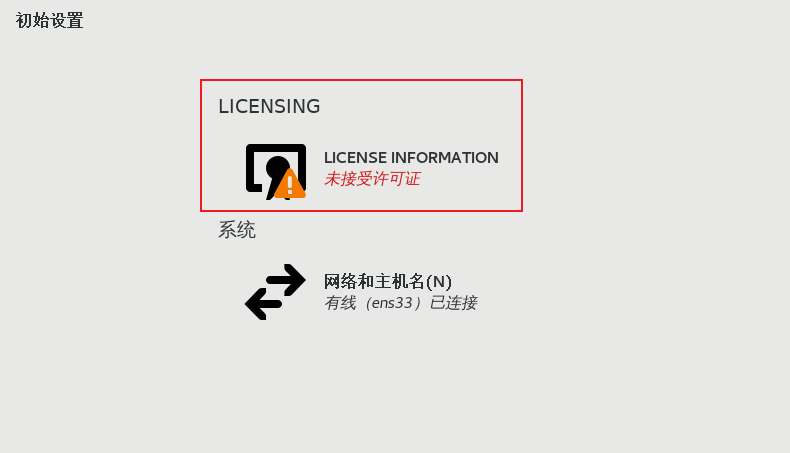 初始设置
LICENSING
LICENSE INFORMATION
未接受许可证
系统
网络和主机名(N)
有线（ens33）已连接